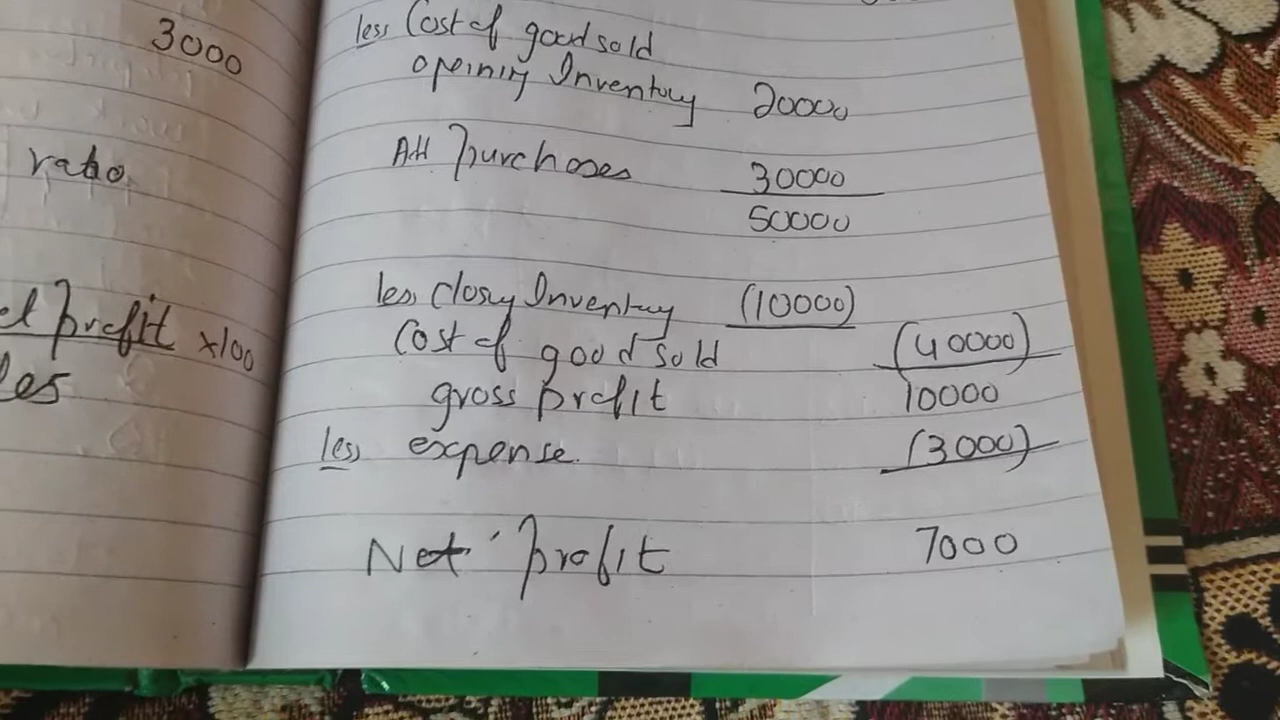 3000
ratio
et profit x100
les
less Cost of good sold
opening Inventory 20000
Add purchases 30000
50000
less Closing Inventory (10000)
Cost of good sold (40000)
gross profit 10000
less expense. (3000)
Net profit 7000